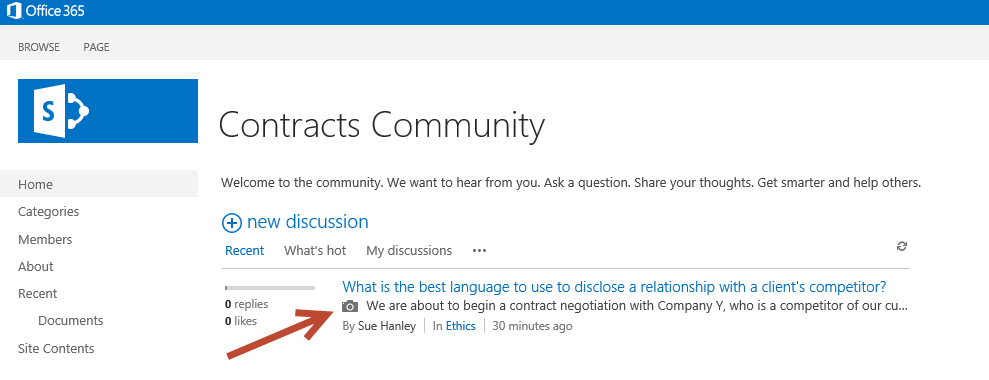 Office 365
BROWSE PAGE
S
Contracts Community
Home
Categories
Members
About
Recent
Documents
Site Contents
Welcome to the community. We want to hear from you. Ask a question. Share your thoughts. Get smarter and help others.
new discussion
Recent What's hot My discussions •••
0 replies
0 likes
What is the best language to use to disclose a relationship with a client's competitor?
We are about to begin a contract negotiation with Company Y, who is a competitor of our cu...
By Sue Hanley | In Ethics | 30 minutes ago